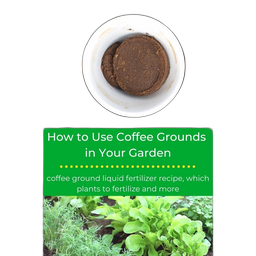 How to Use Coffee Grounds
in Your Garden
coffee ground liquid fertilizer recipe, which
plants to fertilize and more